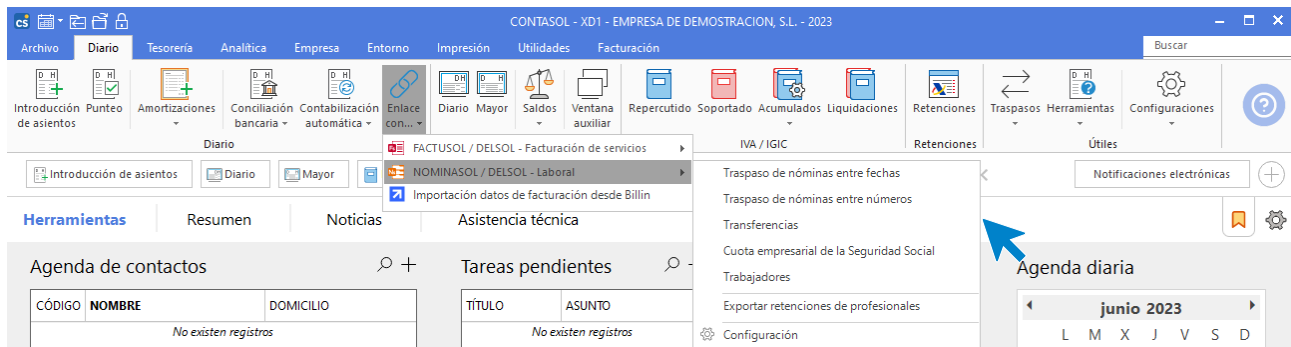 CONTASOL - XD1 - EMPRESA DE DEMOSTRACION, S.L. - 2023
Archivo Diario Tesorería Analítica Empresa Entorno Impresión Utilidades Facturación Buscar
Introducción de asientos
Punteo
Amortizaciones
Conciliación bancaria
Contabilización automática
Enlace con...
Diario
Mayor
Saldos
Ventana auxiliar
Repercutido
Soportado
Acumulados
Liquidaciones
Retenciones
Traspasos
Herramientas
Configuraciones
Diario
IVA / IGIC
Retenciones
Útiles
FACTUSOL / DELSOL - Facturación de servicios
NOMINASOL / DELSOL - Laboral
Importación datos de facturación desde Billin
Traspaso de nóminas entre fechas
Traspaso de nóminas entre números
Transferencias
Cuota empresarial de la Seguridad Social
Trabajadores
Exportar retenciones de profesionales
Configuración
Introducción de asientos
Diario
Mayor
Notificaciones electrónicas
Herramientas Resumen Noticias Asistencia técnica
Agenda de contactos
CÓDIGO NOMBRE DOMICILIO
No existen registros
Tareas pendientes
TÍTULO ASUNTO
No existen registros
Agenda diaria
junio 2023
L M X J V S D